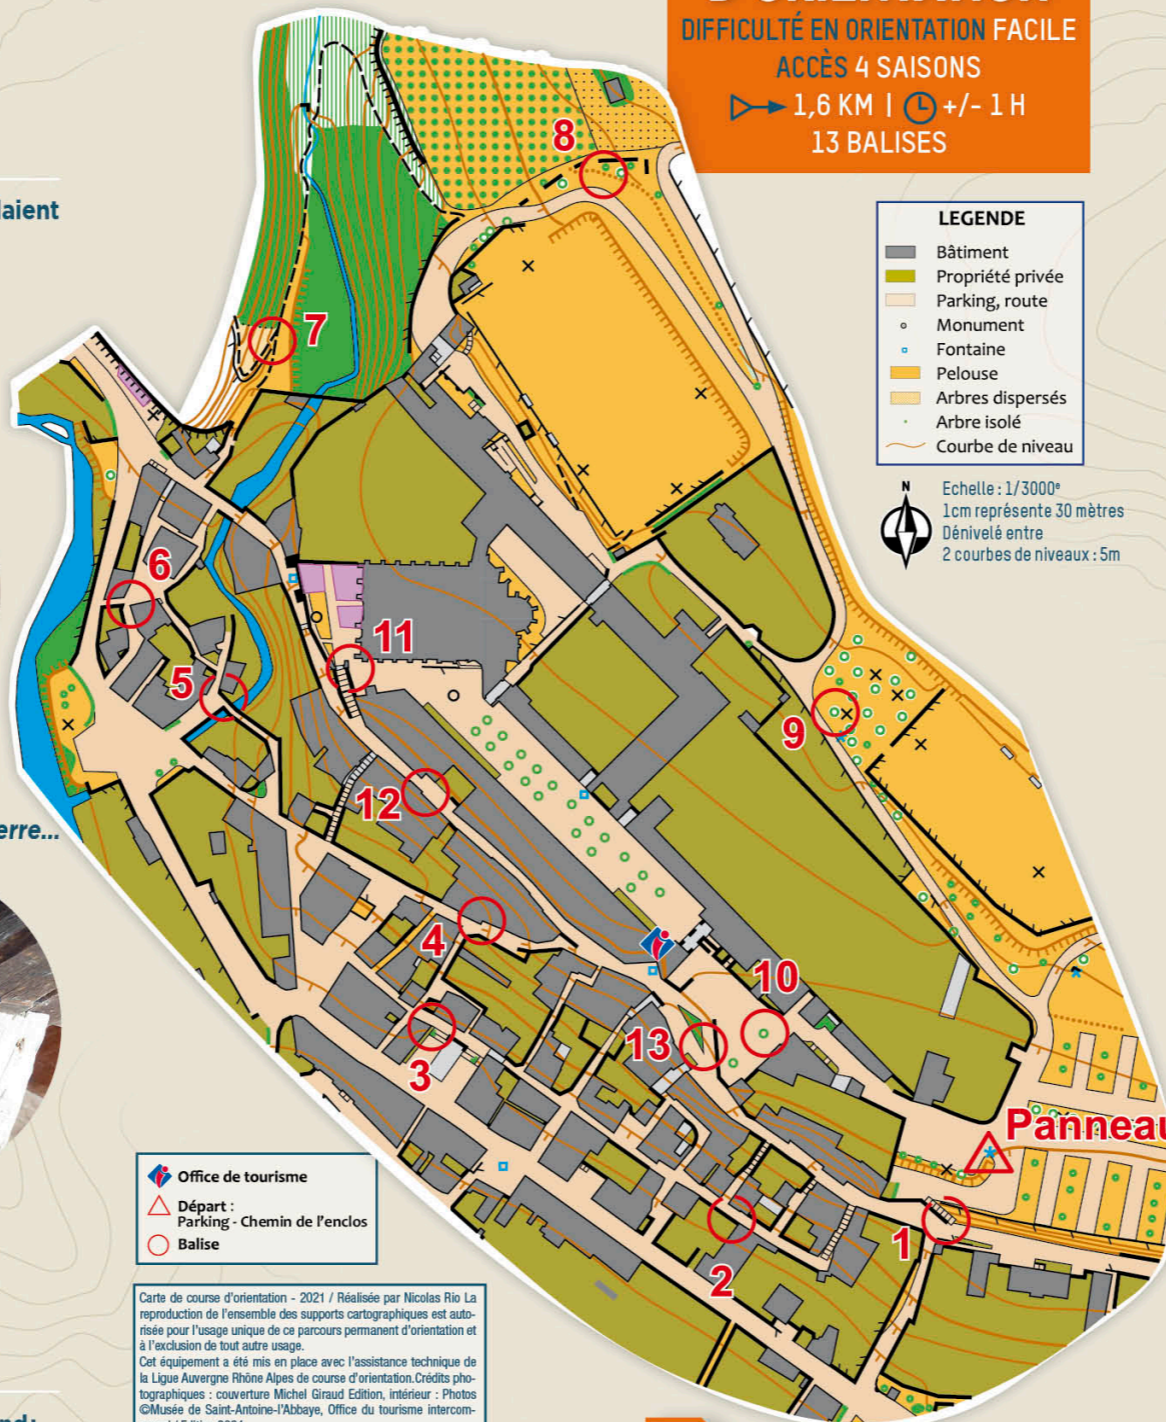 DIFFICULTÉ EN ORIENTATION FACILE
ACCÈS 4 SAISONS
1,6 KM | +/- 1 H
13 BALISES
8
LEGENDE
Bâtiment
Propriété privée
Parking, route
Monument
Fontaine
Pelouse
Arbres dispersés
Arbre isolé
Courbe de niveau
N
Echelle : 1/3000e
1cm représente 30 mètres
Dénivelé entre
2 courbes de niveaux : 5m
7
6
11
5
9
12
erre...
4
10
13
3
Panneau
1
2
Office de tourisme
Départ :
Parking - Chemin de l'enclos
Balise
Carte de course d'orientation - 2021 / Réalisée par Nicolas Rio La
reproduction de l'ensemble des supports cartographiques est auto-
risée pour l'usage unique de ce parcours permanent d'orientation et
à l'exclusion de tout autre usage.
Cet équipement a été mis en place avec l'assistance technique de
la Ligue Auvergne Rhône Alpes de course d'orientation.Crédits pho-
tographiques : couverture Michel Giraud Edition, intérieur : Photos
©Musée de Saint-Antoine-l'Abbaye, Office du tourisme intercom-